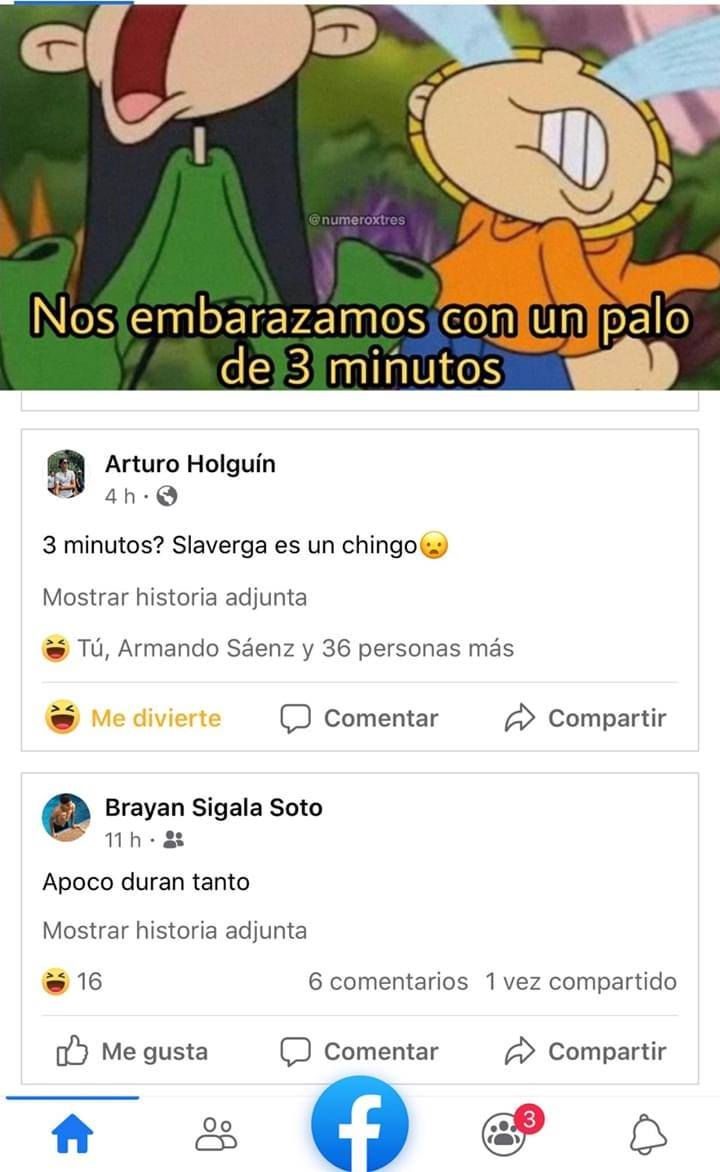 @numeroxtres
Nos embarazamos con un palo
de 3 minutos
Arturo Holguín
4 h ·
3 minutos? Slaverga es un chingo😦
Mostrar historia adjunta
Tú, Armando Sáenz y 36 personas más
Me divierte Comentar Compartir
Brayan Sigala Soto
11 h ·
Apoco duran tanto
Mostrar historia adjunta
16 6 comentarios 1 vez compartido
Me gusta Comentar Compartir
3